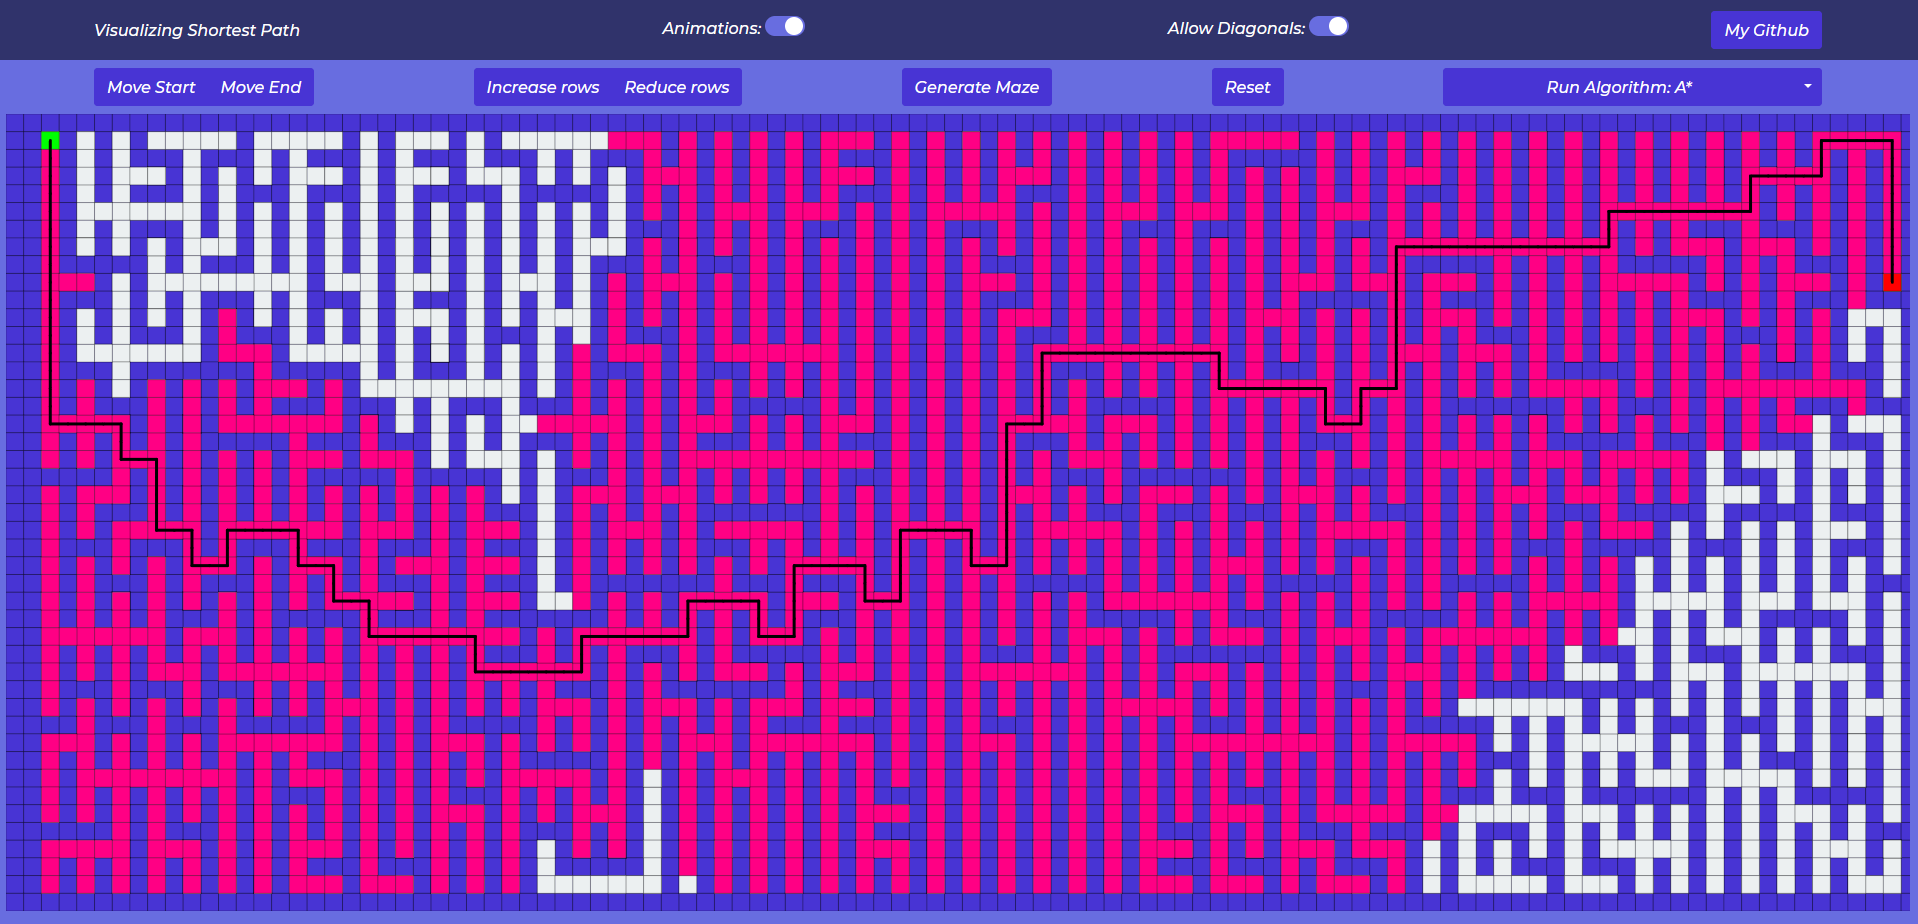 Visualizing Shortest Path Animations: Allow Diagonals: My Github
Move Start Move End Increase rows Reduce rows Generate Maze Reset Run Algorithm: A*